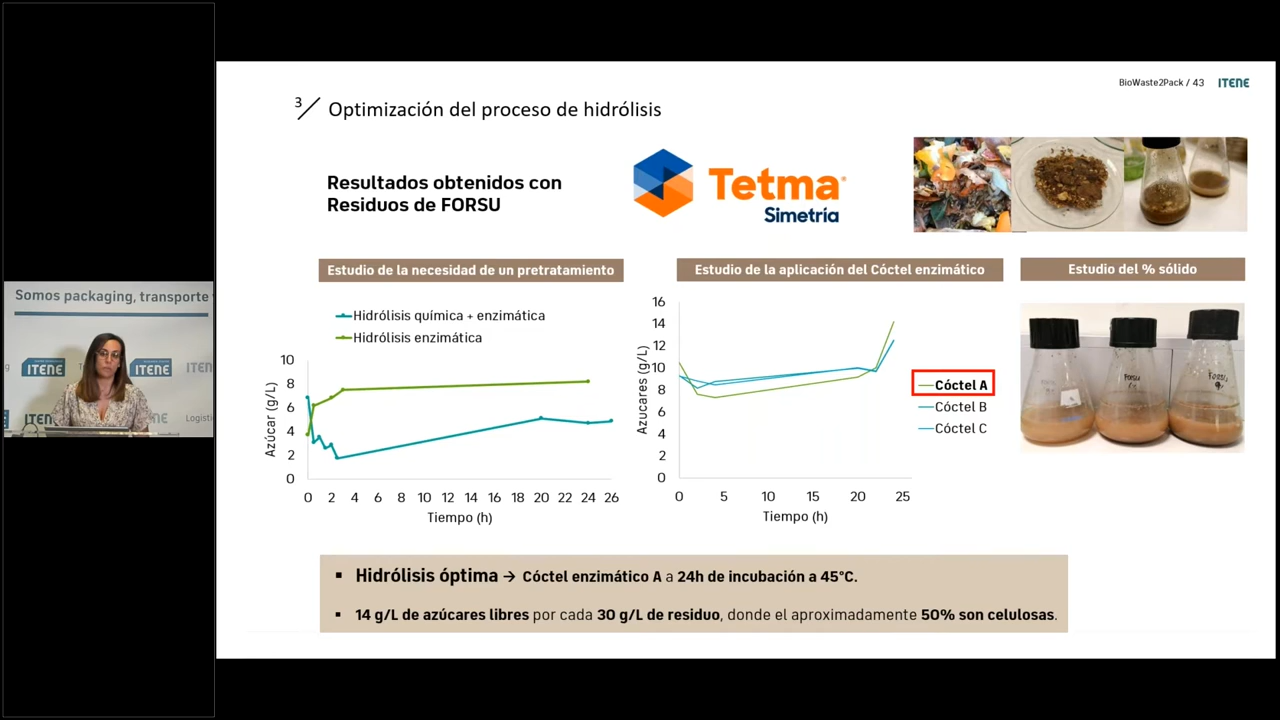 BioWaste2Pack / 43 ITENE
3/ Optimización del proceso de hidrólisis
Resultados obtenidos con
Residuos de FORSU
Tetma®
Simetría
Estudio de la necesidad de un pretratamiento
Hidrólisis química + enzimática
Hidrólisis enzimática
Azúcar (g/L)
10
8
6
4
2
0
0 2 4 6 8 10 12 14 16 18 20 22 24 26
Tiempo (h)
Estudio de la aplicación del Cóctel enzimático
Azucares (g/L)
16
14
12
10
8
6
4
2
0
0 5 10 15 20 25
Tiempo (h)
Cóctel A
Cóctel B
Cóctel C
Estudio del % sólido
FORSU
FORSU
▪ Hidrólisis óptima → Cóctel enzimático A a 24h de incubación a 45°C.
▪ 14 g/L de azúcares libres por cada 30 g/L de residuo, donde el aproximadamente 50% son celulosas.
Somos packaging, transporte
ITENE
ITENE
ITENE
Logist